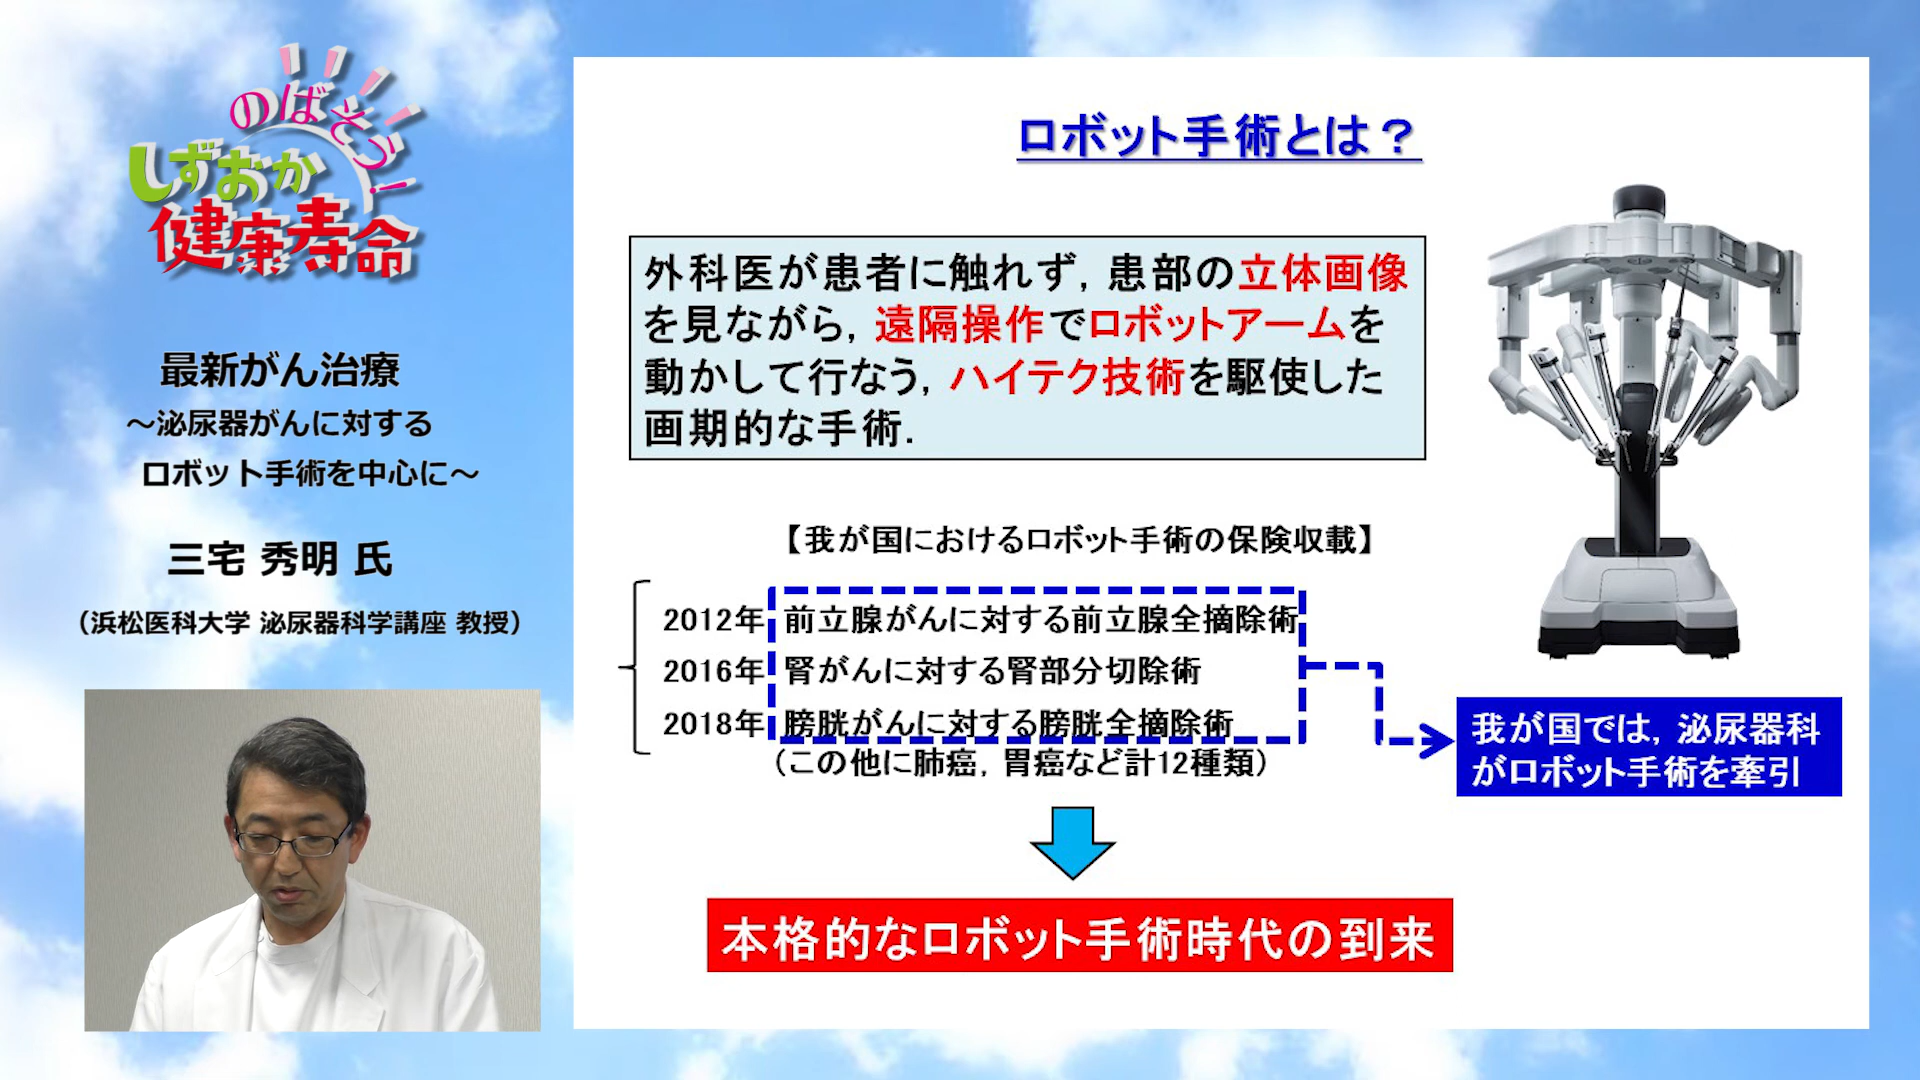 のばそう!
しずおか
健康寿命
最新がん治療
～泌尿器がんに対する
ロボット手術を中心に～
三宅 秀明 氏
（浜松医科大学 泌尿器科学講座 教授）
ロボット手術とは？
外科医が患者に触れず，患部の立体画像
を見ながら，遠隔操作でロボットアームを
動かして行なう，ハイテク技術を駆使した
画期的な手術．
【我が国におけるロボット手術の保険収載】
2012年 前立腺がんに対する前立腺全摘除術
2016年 腎がんに対する腎部分切除術
2018年 膀胱がんに対する膀胱全摘除術
（この他に肺癌，胃癌など計12種類）
我が国では，泌尿器科
がロボット手術を牽引
本格的なロボット手術時代の到来